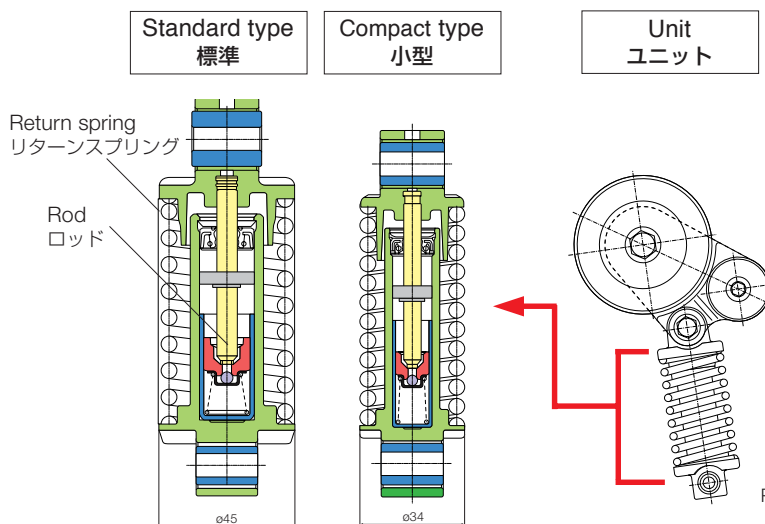 Standard type
標準
Compact type
小型
Unit
ユニット
Return spring
リターンスプリング
Rod
ロッド
ø45
ø34